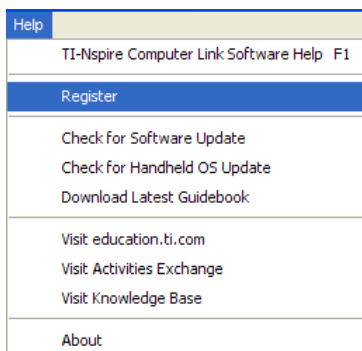 Help
TI-Nspire Computer Link Software Help F1
Register
Check for Software Update
Check for Handheld OS Update
Download Latest Guidebook
Visit education.ti.com
Visit Activities Exchange
Visit Knowledge Base
About